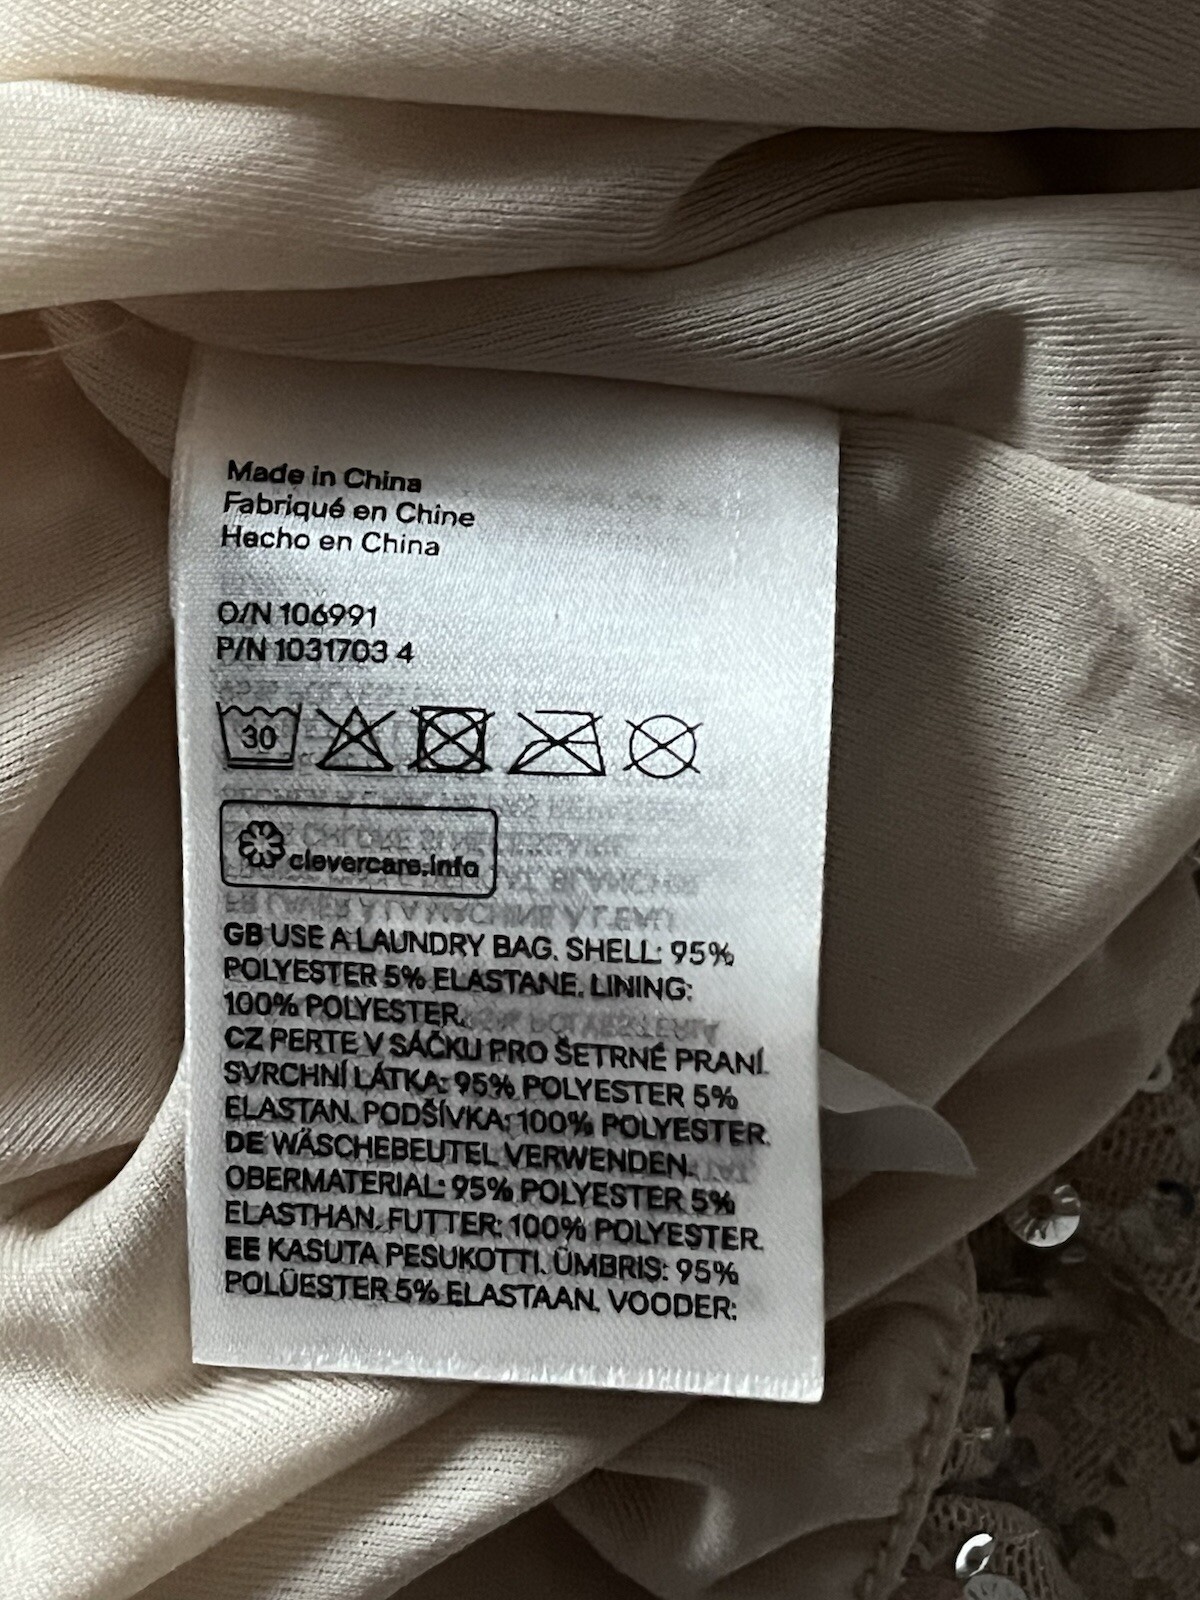 Made in China
Fabriqué en Chine
Hecho en China
O/N 106991
P/N 1031703 4
30
clevercare.info
GB USE A LAUNDRY BAG. SHELL: 95%
POLYESTER 5% ELASTANE. LINING:
100% POLYESTER.
CZ PERTE V SÁČKU PRO ŠETRNÉ PRANÍ.
SVRCHNÍ LÁTKA: 95% POLYESTER 5%
ELASTAN. PODŠÍVKA: 100% POLYESTER.
DE WÄSCHEBEUTEL VERWENDEN.
OBERMATERIAL: 95% POLYESTER 5%
ELASTHAN. FUTTER: 100% POLYESTER.
EE KASUTA PESUKOTTI. ÜMBRIS: 95%
POLÜESTER 5% ELASTAAN. VOODER: